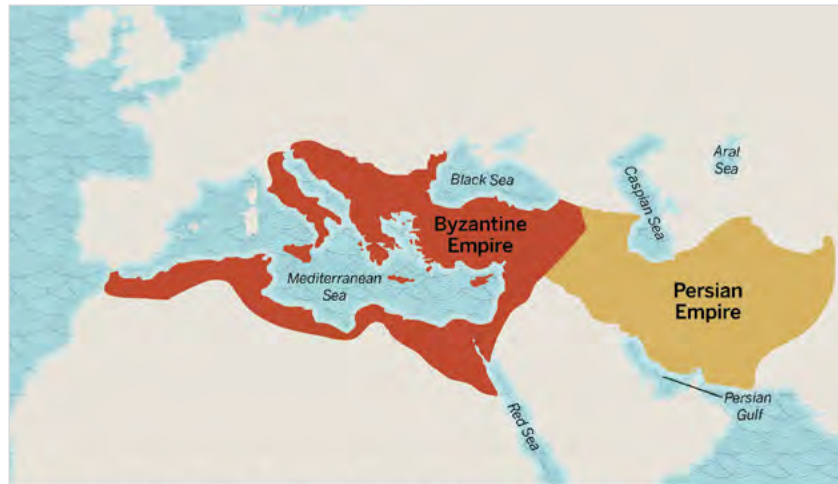 Black Sea
Caspian Sea
Aral
Sea
Byzantine
Empire
Mediterranean
Sea
Persian
Empire
Red Sea
Persian
Gulf